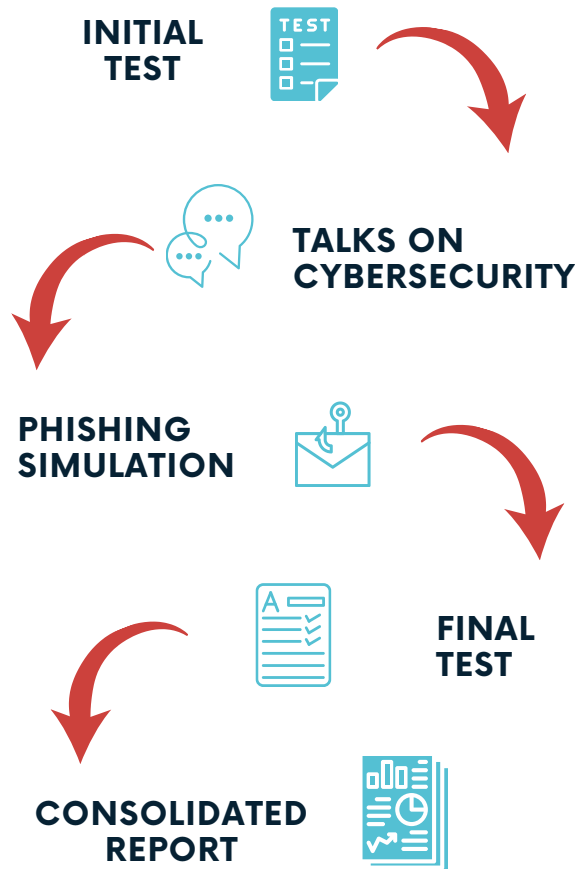 INITIAL
TEST
TEST
TALKS ON
CYBERSECURITY
PHISHING
SIMULATION
A
FINAL
TEST
CONSOLIDATED
REPORT